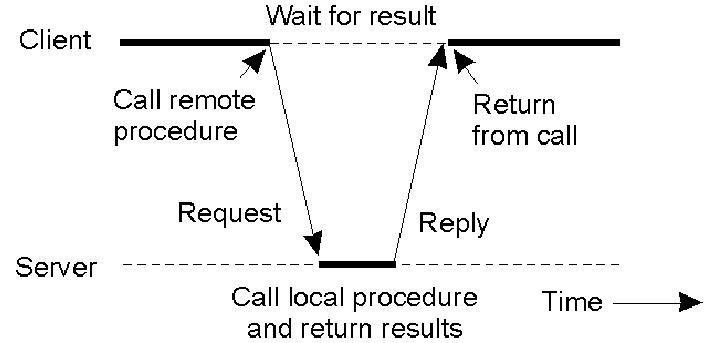 Wait for result
Client
Call remote
procedure
Return
from call
Request
Reply
Server
Call local procedure
and return results
Time